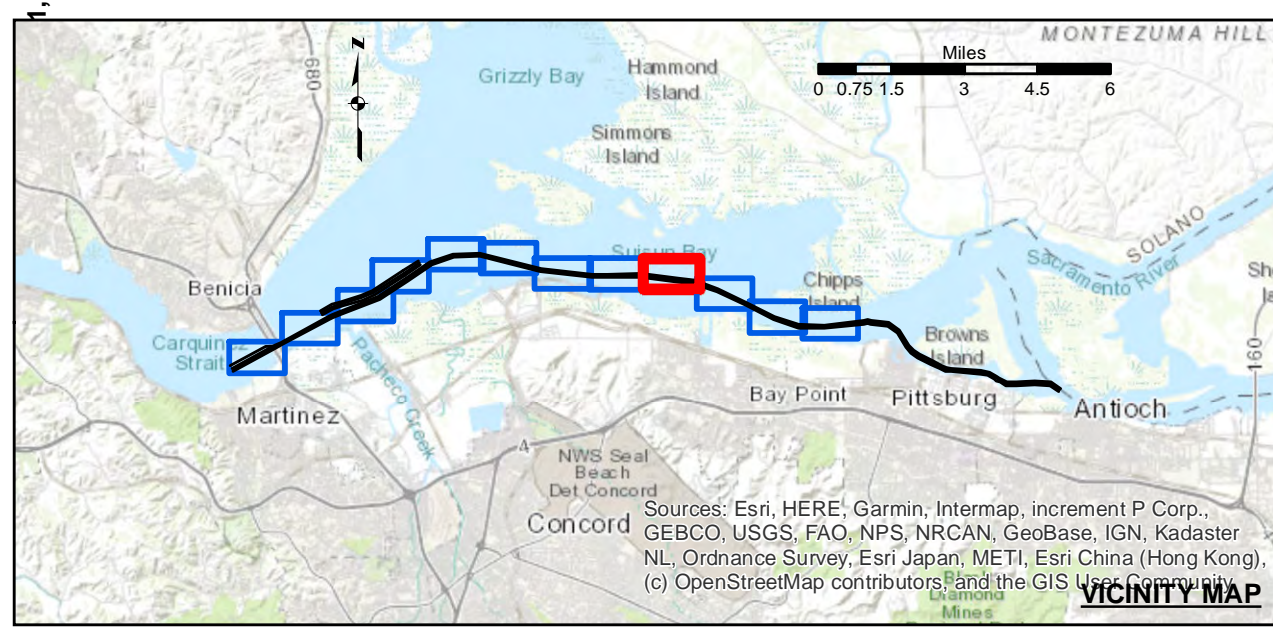 1,
MONTEZUMA HILL
680
N
Miles
0 0.75 1.5 3 4.5 6
Grizzly Bay
Hammond
Island
Simmons
Island
SOLANO
Suisun Bay
Sacramento River
Benicia
Chipps
Island
Carquinez
Strait
Browns
Island
160
Pacheco Creek
Martinez
Bay Point
Pittsburg
Antioch
4
NWS Seal
Beach
Det Concord
Concord
Sources: Esri, HERE, Garmin, Intermap, increment P Corp.,
GEBCO, USGS, FAO, NPS, NRCAN, GeoBase, IGN, Kadaster
NL, Ordnance Survey, Esri Japan, METI, Esri China (Hong Kong),
(c) OpenStreetMap contributors, and the GIS User Community
Diamond
Mines
VICINITY MAP